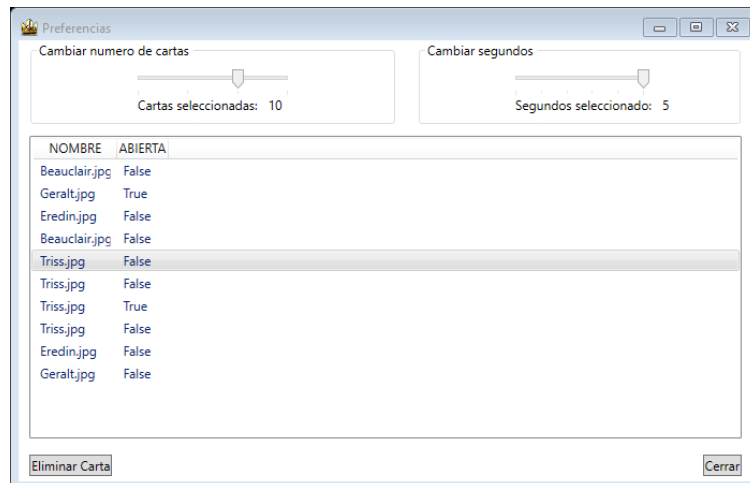 Preferencias
Cambiar numero de cartas
Cartas seleccionadas: 10
Cambiar segundos
Segundos seleccionado: 5
NOMBRE ABIERTA
Beauclair.jpg False
Geralt.jpg True
Eredin.jpg False
Beauclair.jpg False
Triss.jpg False
Triss.jpg False
Triss.jpg True
Triss.jpg False
Eredin.jpg False
Geralt.jpg False
Eliminar Carta
Cerrar